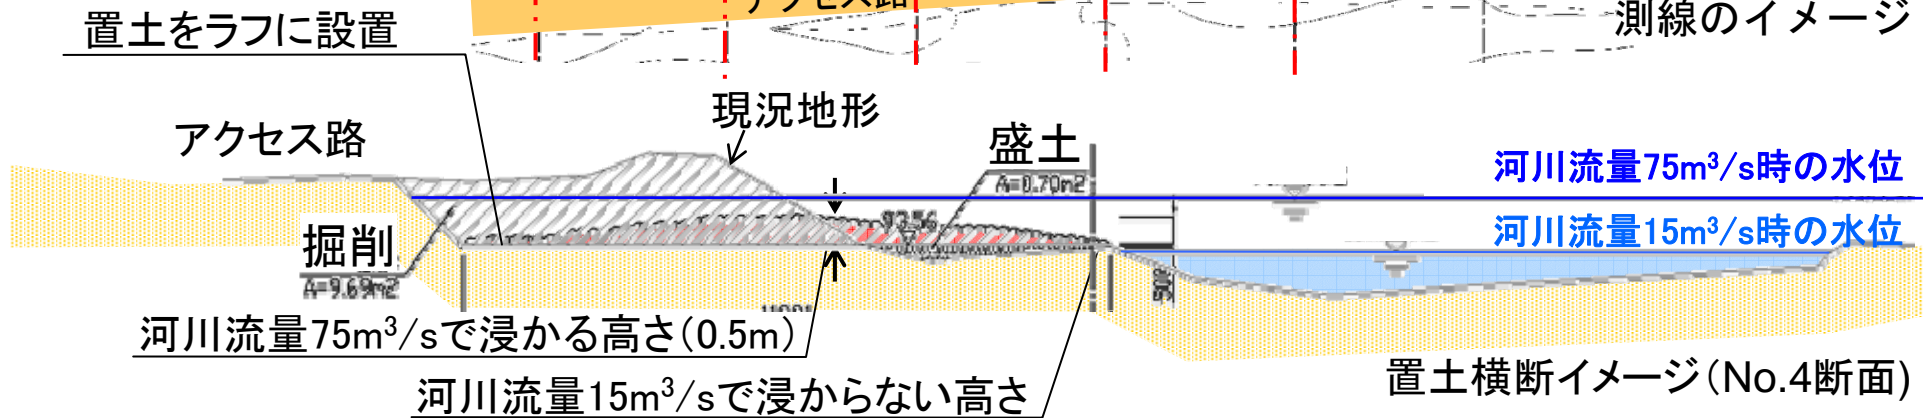 アクセス路
測線のイメージ
置土をラフに設置
現況地形
アクセス路
盛土
A=0.70m2
河川流量75m³/s時の水位
河川流量15m³/s時の水位
掘削
A=9.69m2
河川流量75m³/sで浸かる高さ(0.5m)
河川流量15m³/sで浸からない高さ
置土横断イメージ(No.4断面)